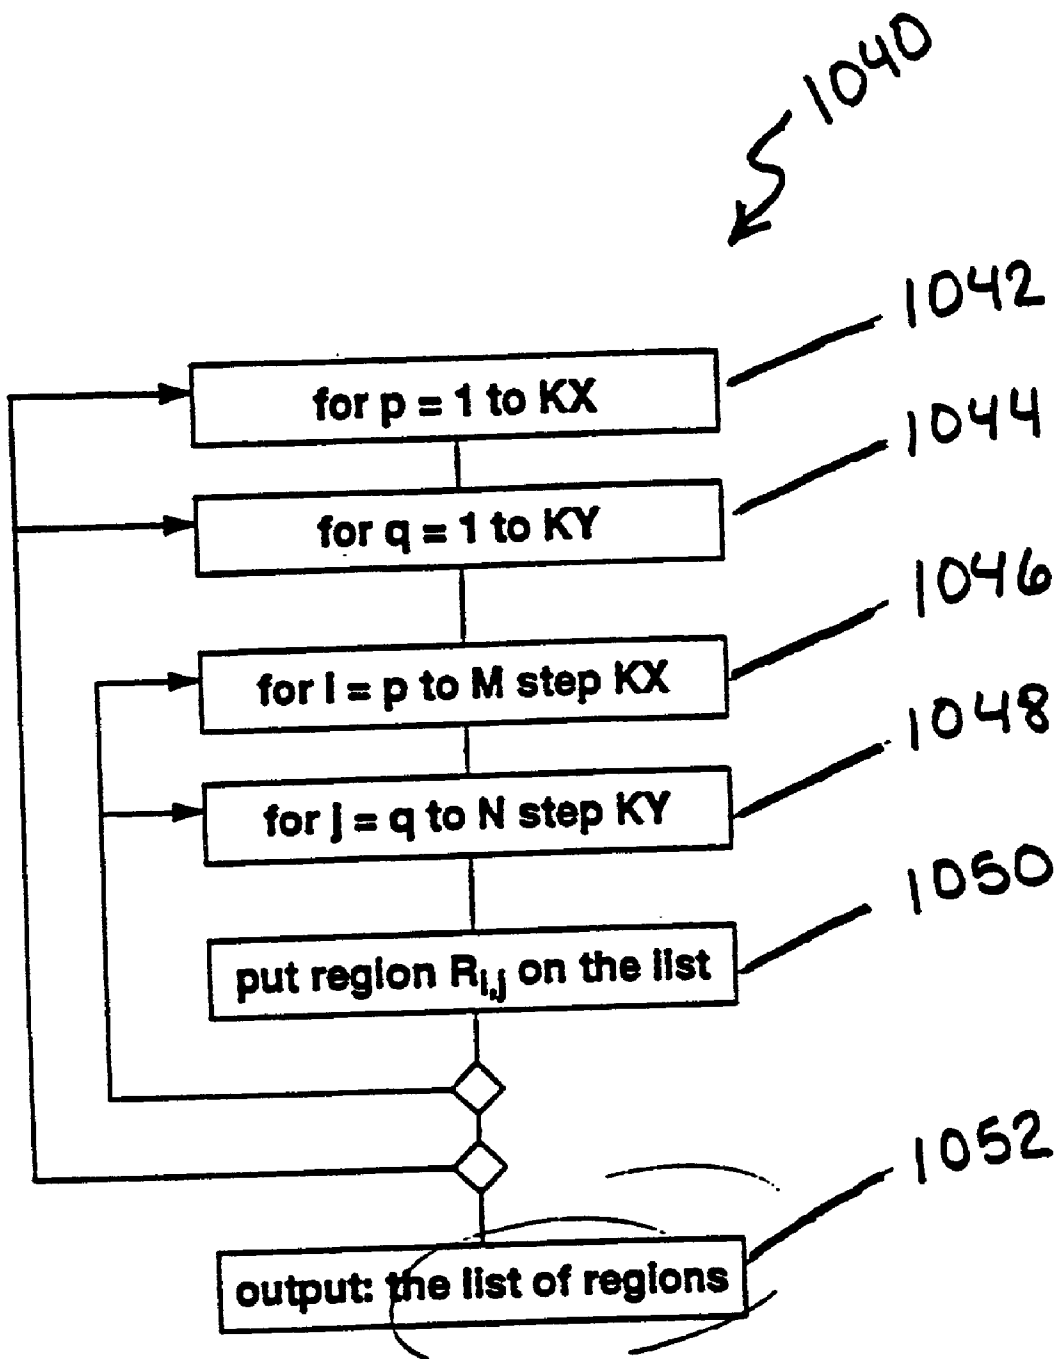 1040
1042
for p = 1 to KX
1044
for q = 1 to KY
1046
for i = p to M step KX
1048
for j = q to N step KY
1050
put region Ri,j on the list
1052
output: the list of regions